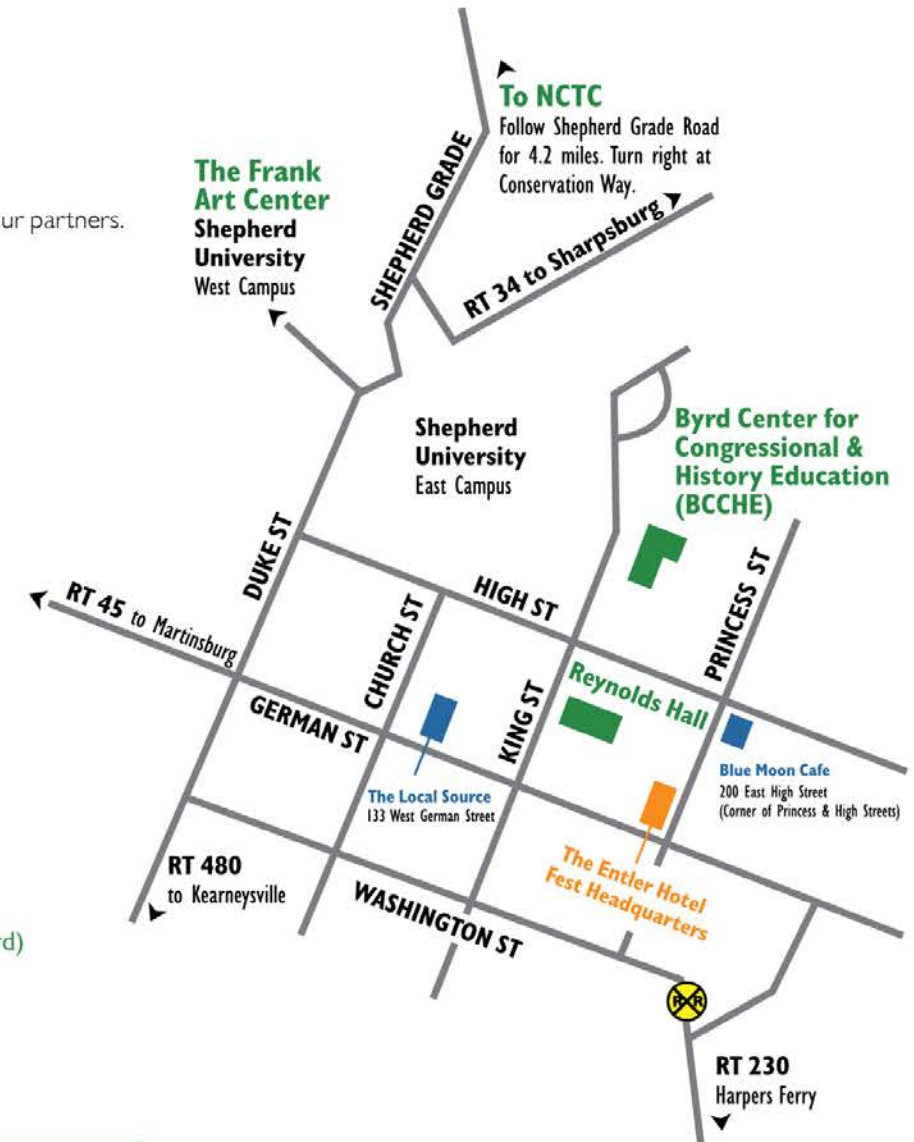 To NCTC
Follow Shepherd Grade Road
for 4.2 miles. Turn right at
Conservation Way.
SHEPHERD GRADE
The Frank
Art Center
Shepherd
University
West Campus
ur partners.
RT 34 to Sharpsburg
Shepherd
University
East Campus
Byrd Center for
Congressional &
History Education
(BCCHE)
DUKE ST
HIGH ST
PRINCESS ST
RT 45 to Martinsburg
CHURCH ST
KING ST
Reynolds Hall
GERMAN ST
The Local Source
133 West German Street
Blue Moon Cafe
200 East High Street
(Corner of Princess & High Streets)
The Entler Hotel
Fest Headquarters
RT 480
to Kearneysville
WASHINGTON ST
rd)
R R
RT 230
Harpers Ferry